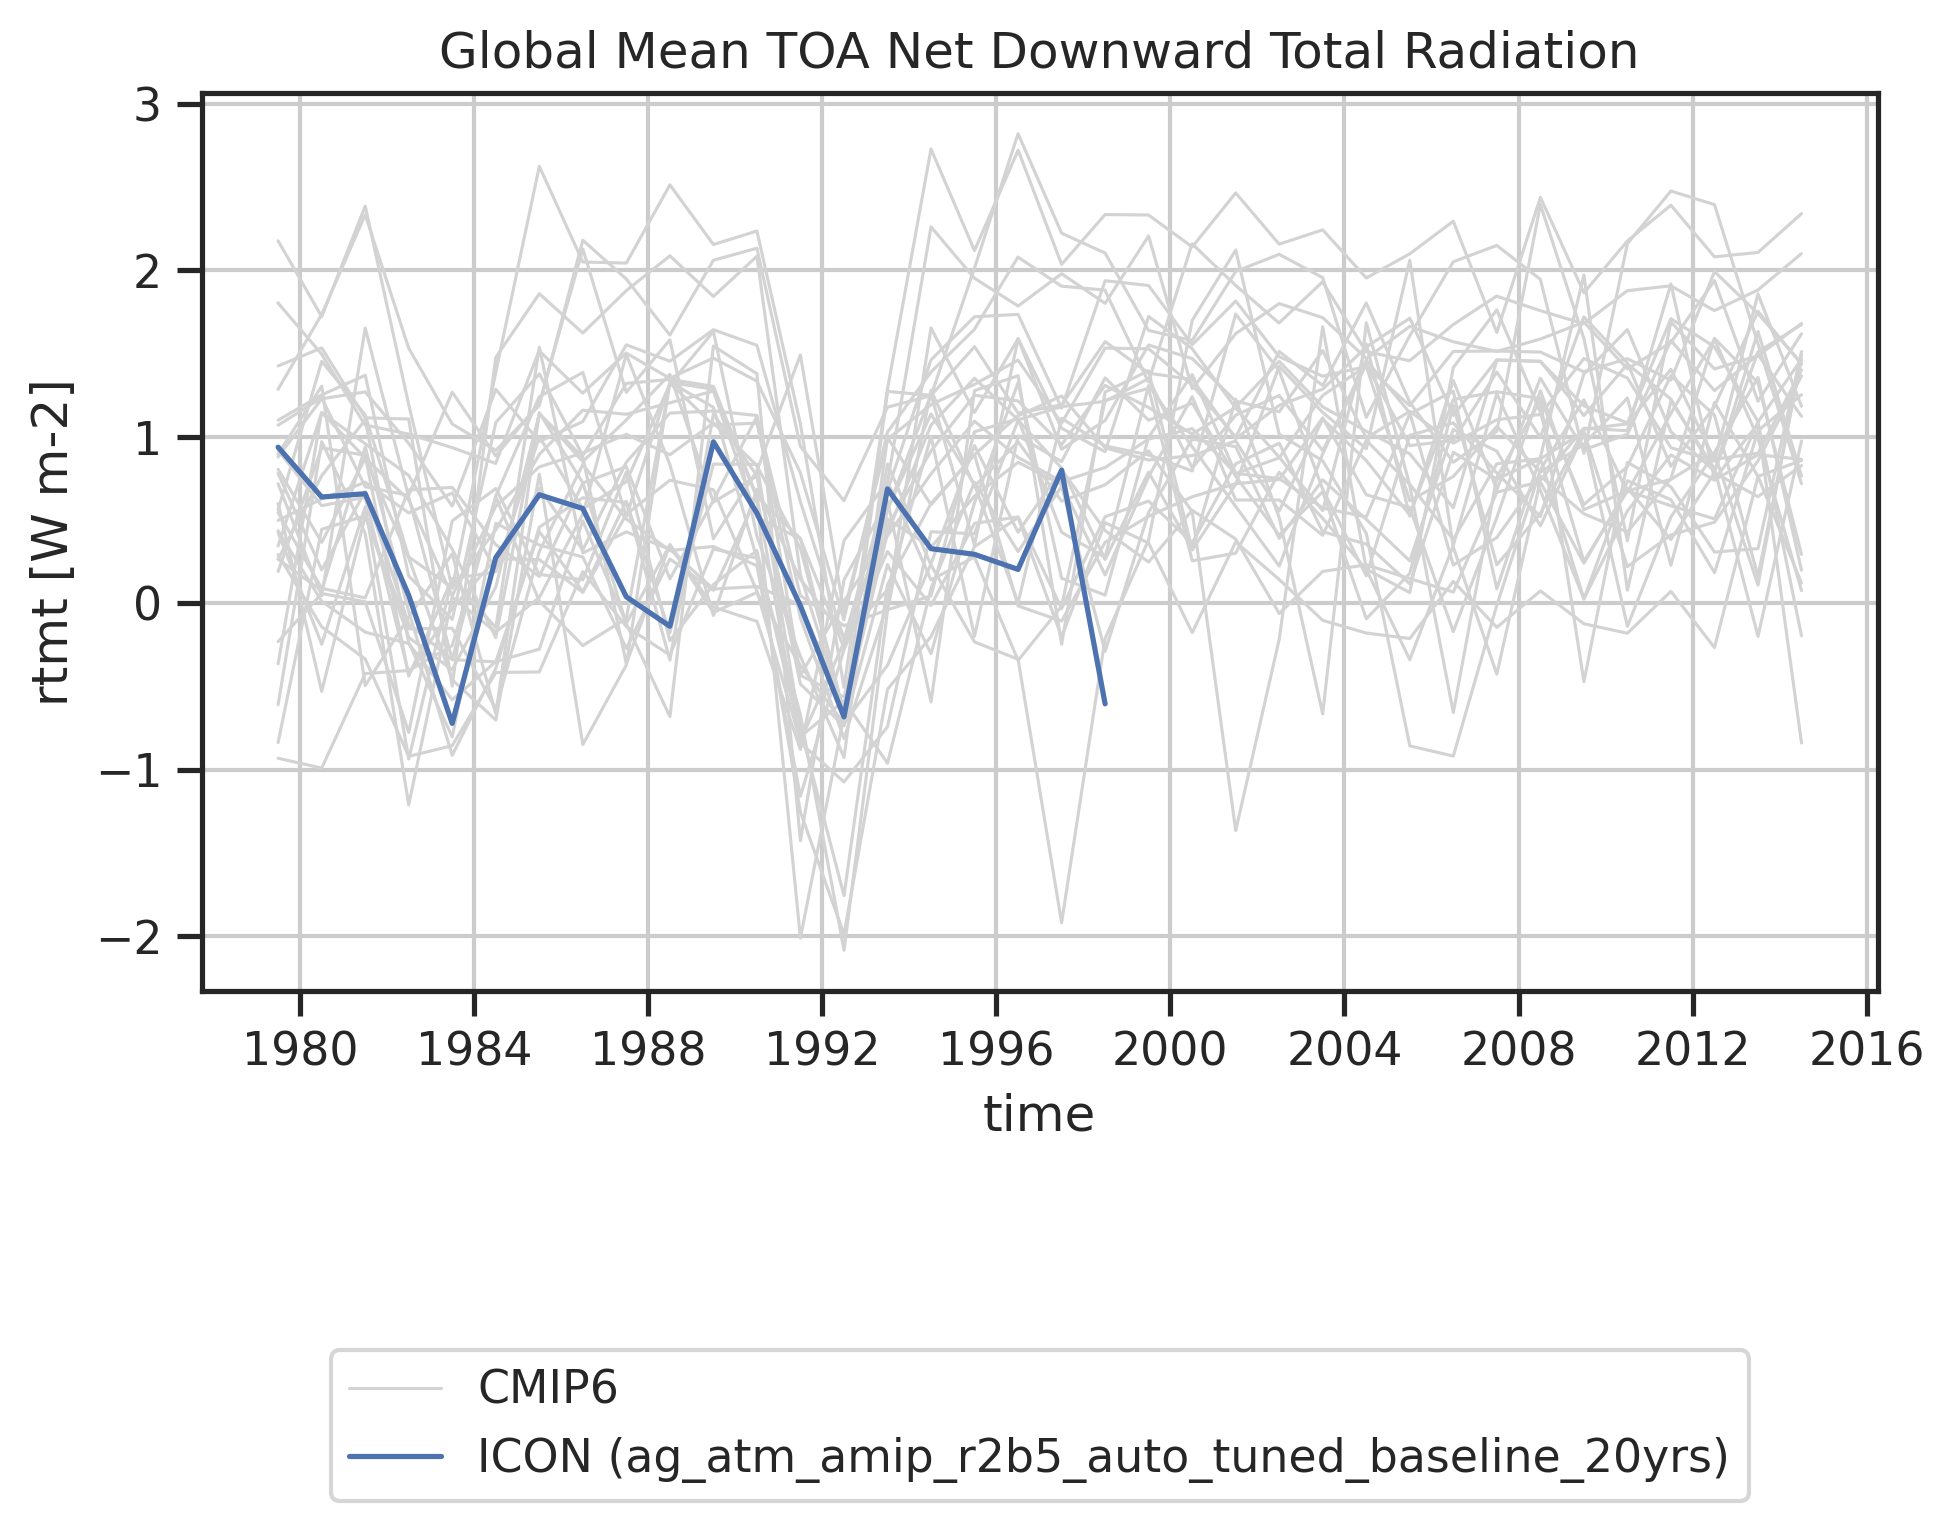 Global Mean TOA Net Downward Total Radiation
3
2
1
0
−1
−2
rtmt [W m-2]
1980 1984 1988 1992 1996 2000 2004 2008 2012 2016
time
CMIP6
ICON (ag_atm_amip_r2b5_auto_tuned_baseline_20yrs)